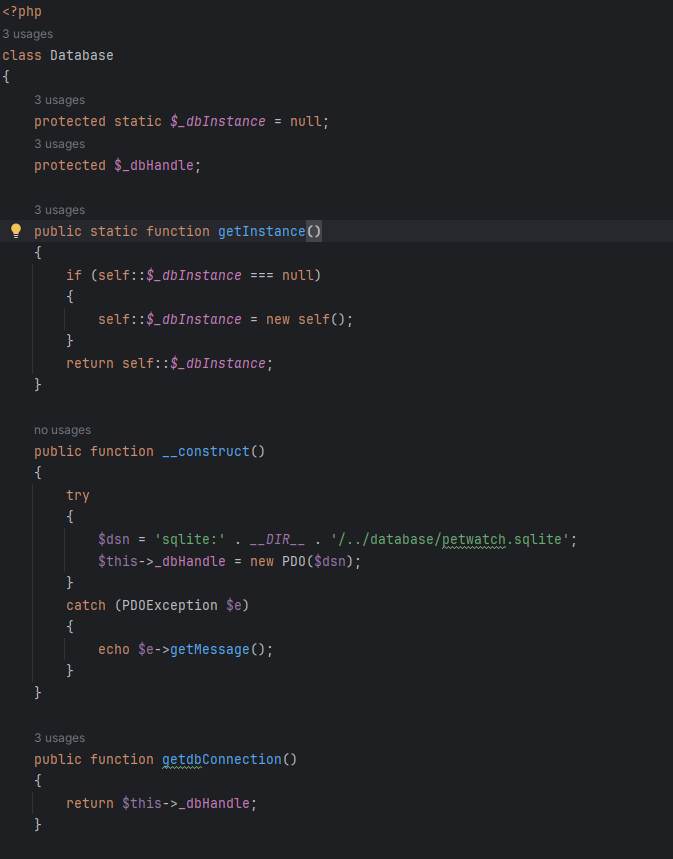 <?php
3 usages
class Database
{
3 usages
protected static $_dbInstance = null;
3 usages
protected $_dbHandle;
3 usages
public static function getInstance()
{
if (self::$_dbInstance === null)
{
self::$_dbInstance = new self();
}
return self::$_dbInstance;
}
no usages
public function __construct()
{
try
{
$dsn = 'sqlite:' . __DIR__ . '/../database/petwatch.sqlite';
$this->_dbHandle = new PDO($dsn);
}
catch (PDOException $e)
{
echo $e->getMessage();
}
}
3 usages
public function getdbConnection()
{
return $this->_dbHandle;
}